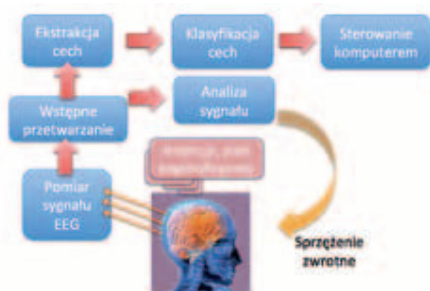 Ekstrakcja
cech
Klasyfikacja
cech
Sterowanie
komputerem
Wstępne
przetwarzanie
Analiza
sygnału
Pomiar
sygnału
EEG
Sprzężenie
zwrotne